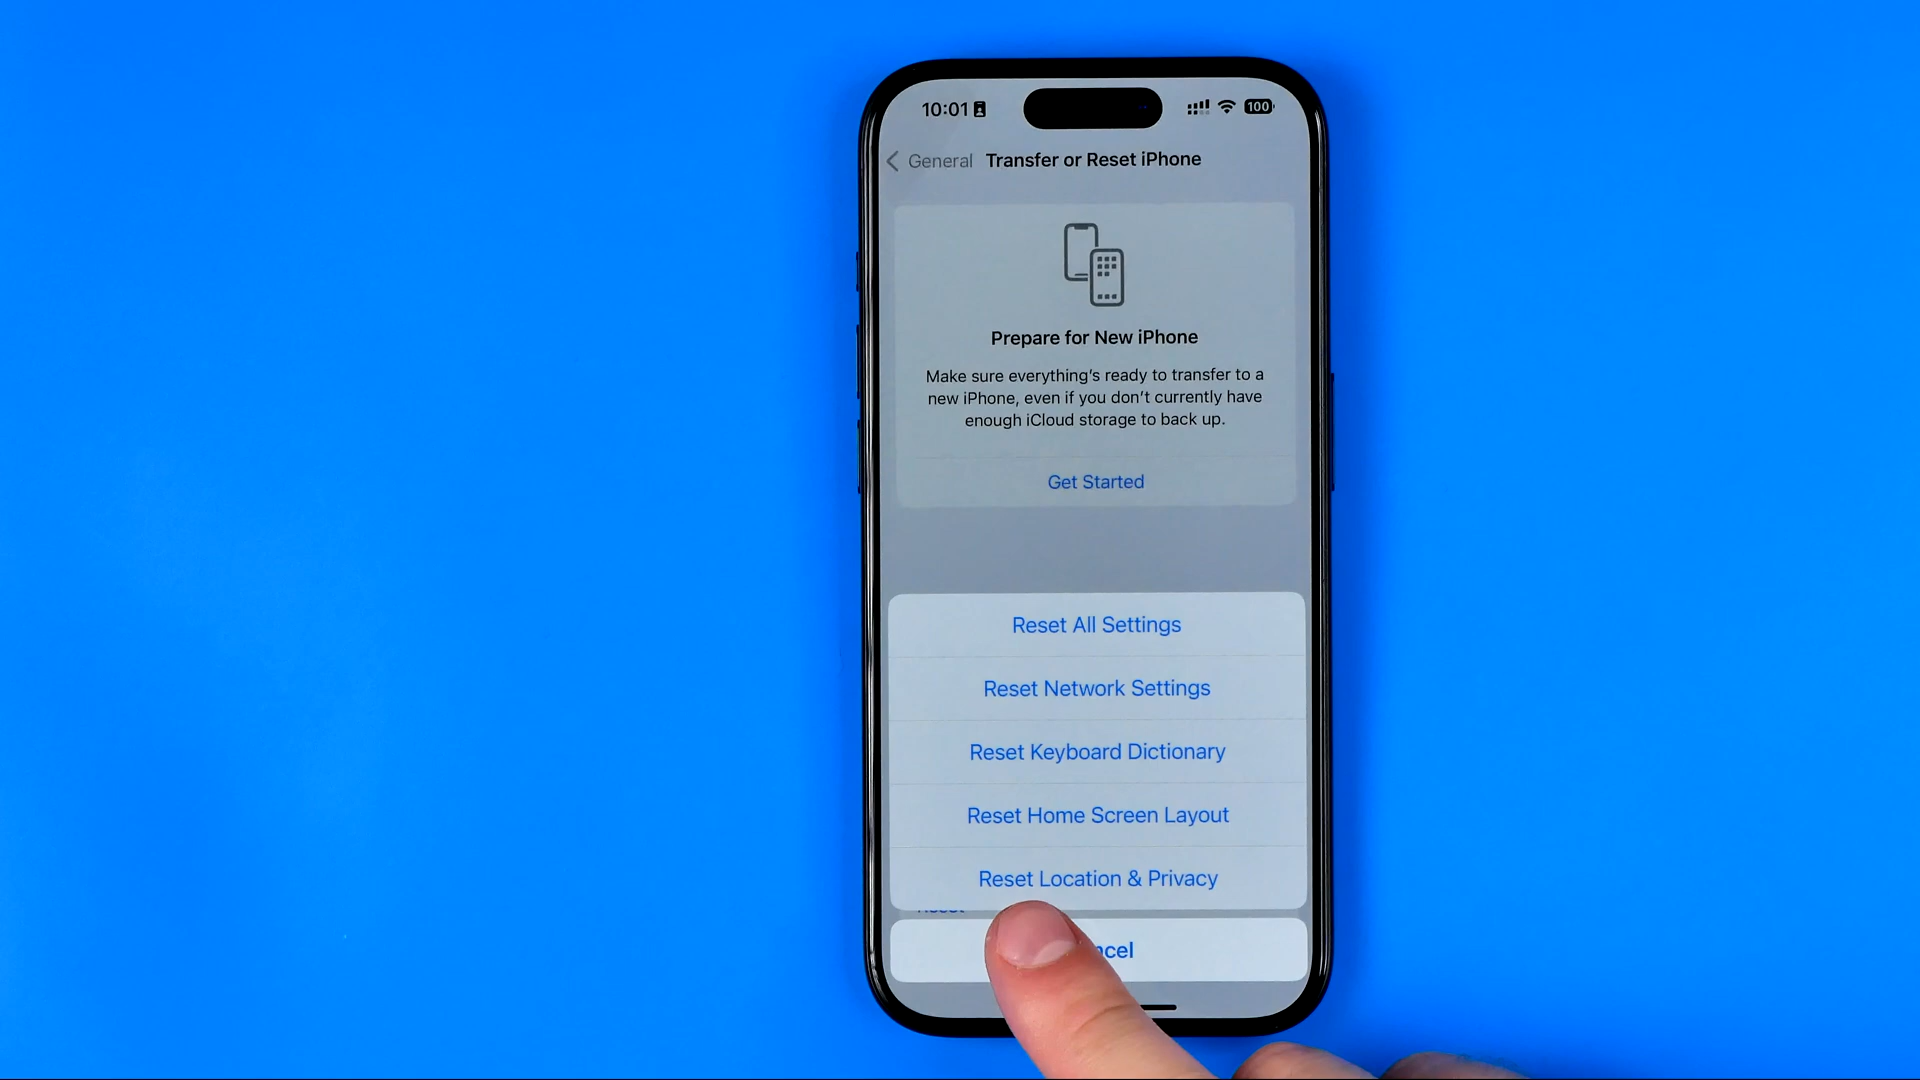 10:01
100
General Transfer or Reset iPhone
Prepare for New iPhone
Make sure everything's ready to transfer to a
new iPhone, even if you don't currently have
enough iCloud storage to back up.
Get Started
Reset All Settings
Reset Network Settings
Reset Keyboard Dictionary
Reset Home Screen Layout
Reset Location & Privacy